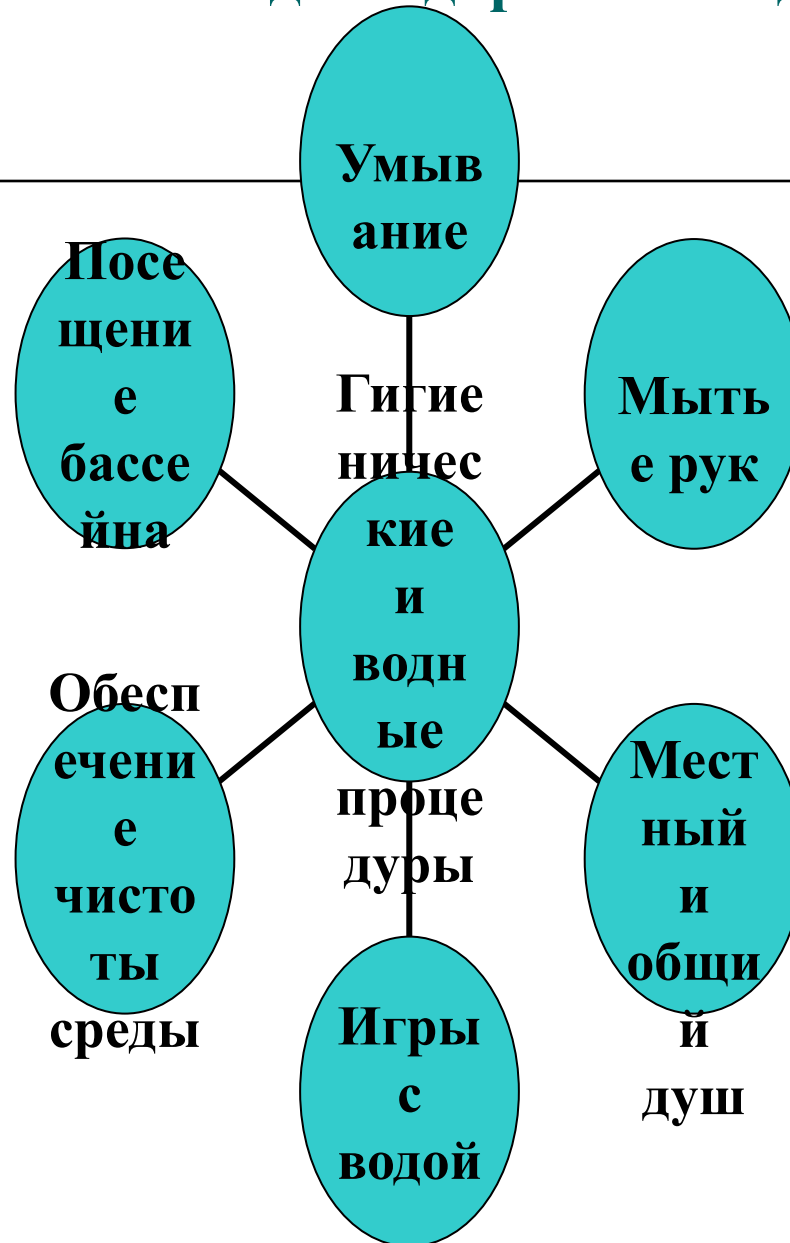 Умыв
ание
Посе
щени
е
бассе
йна
Гигие
ничес
кие
и
водн
ые
проце
дуры
Мыть
е рук
Обесп
ечени
е
чисто
ты
среды
Мест
ный
и
общи
й
душ
Игры
с
водой